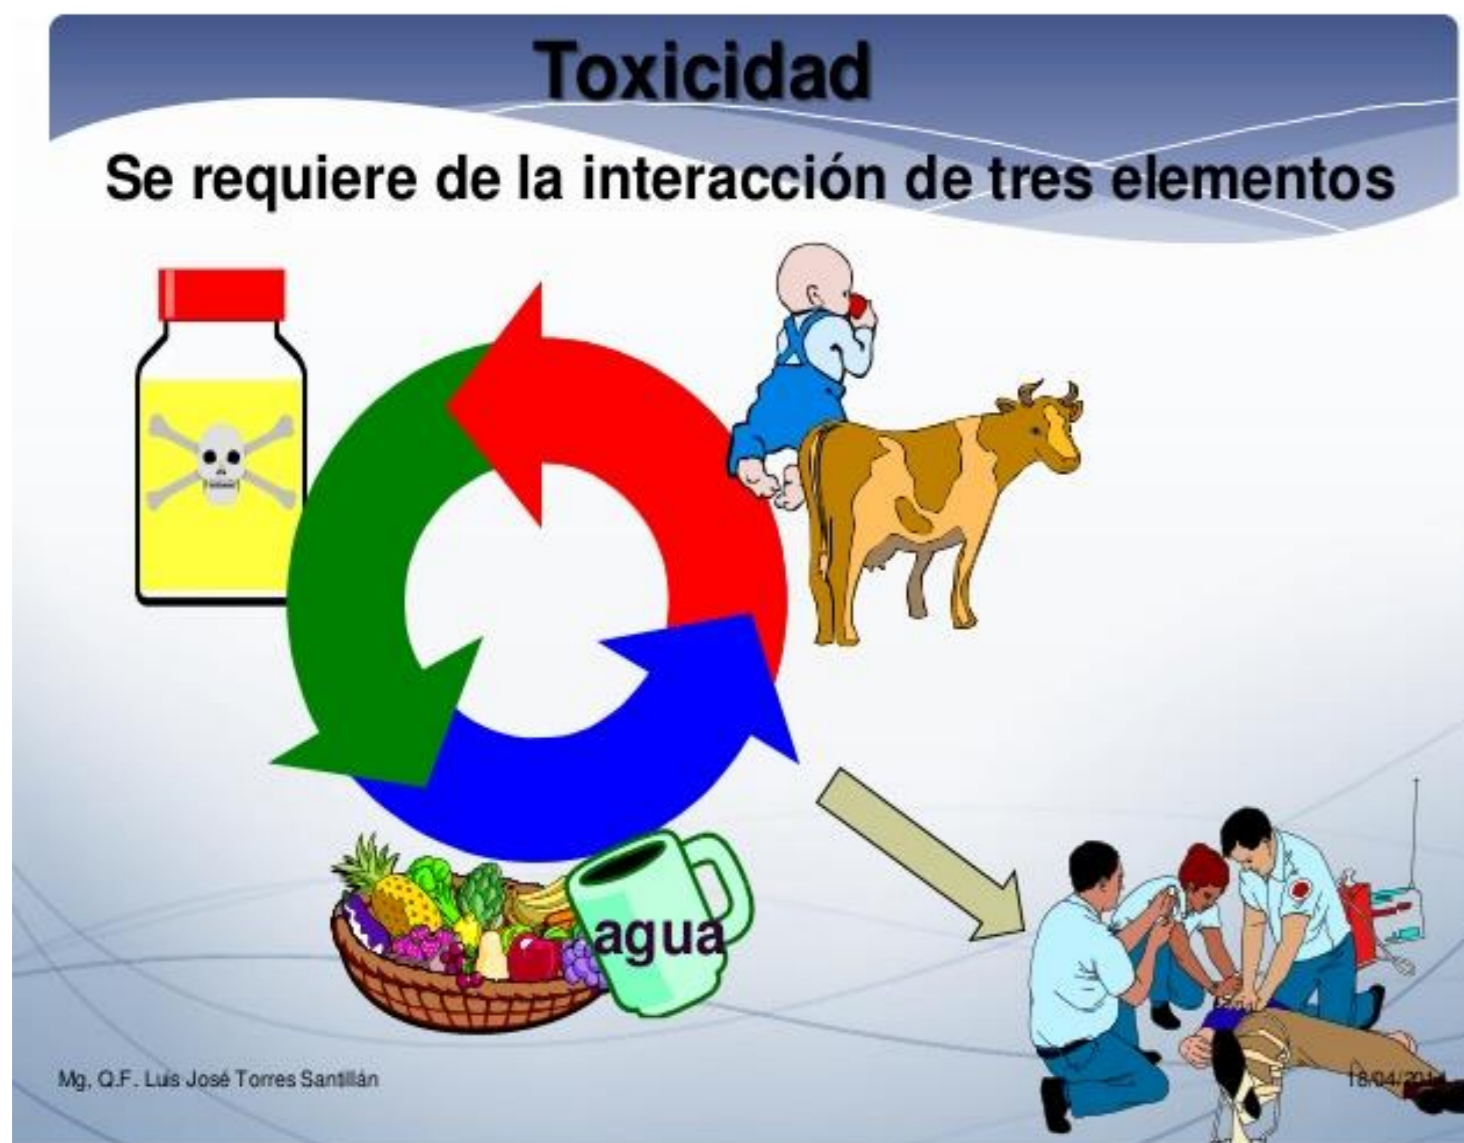 Toxicidad
Se requiere de la interacción de tres elementos
agua
Mg. Q.F. Luis José Torres Santillán